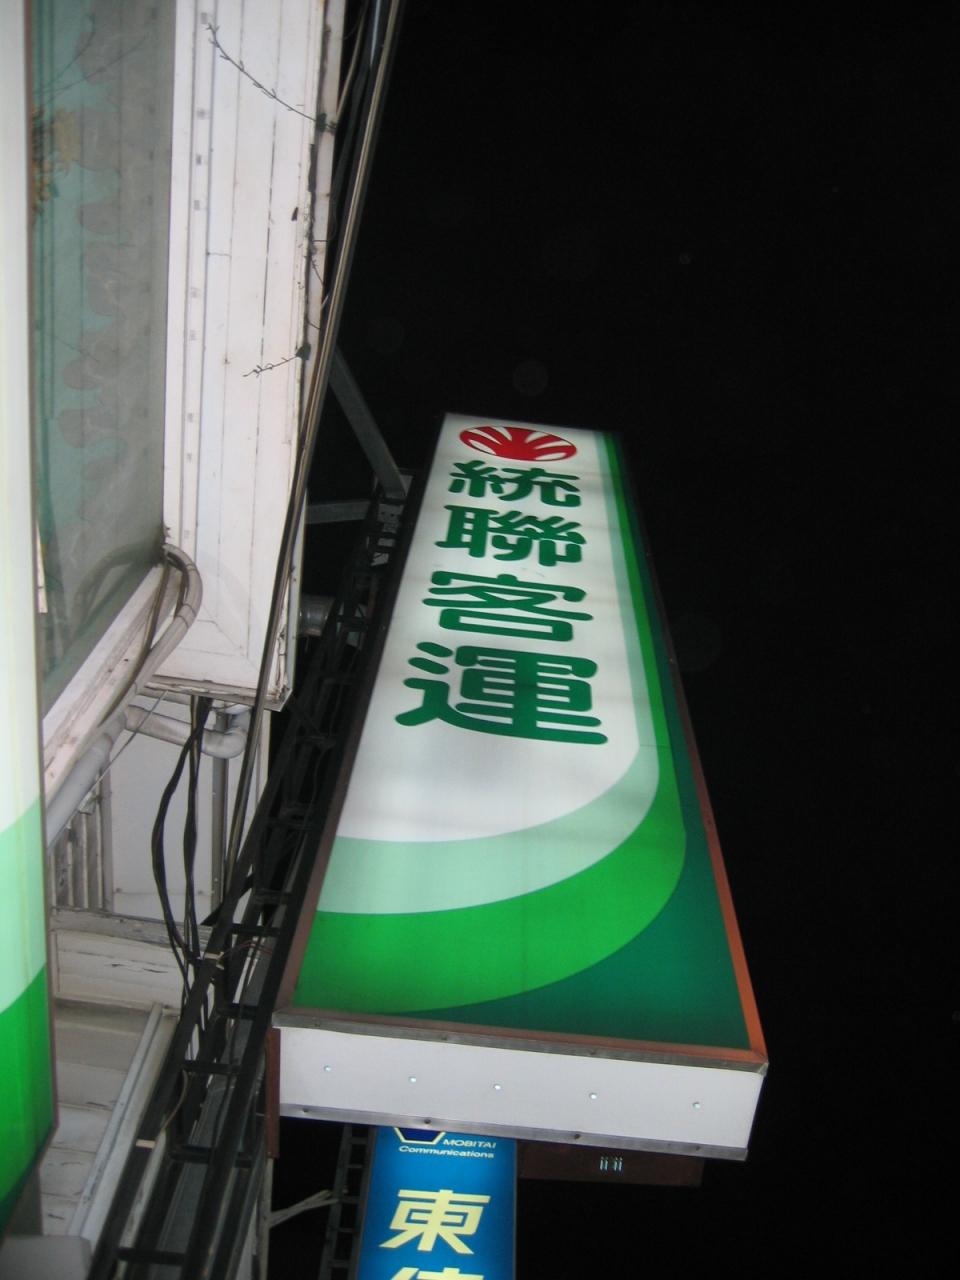 統聯客運
MOBITAI
Communications
東